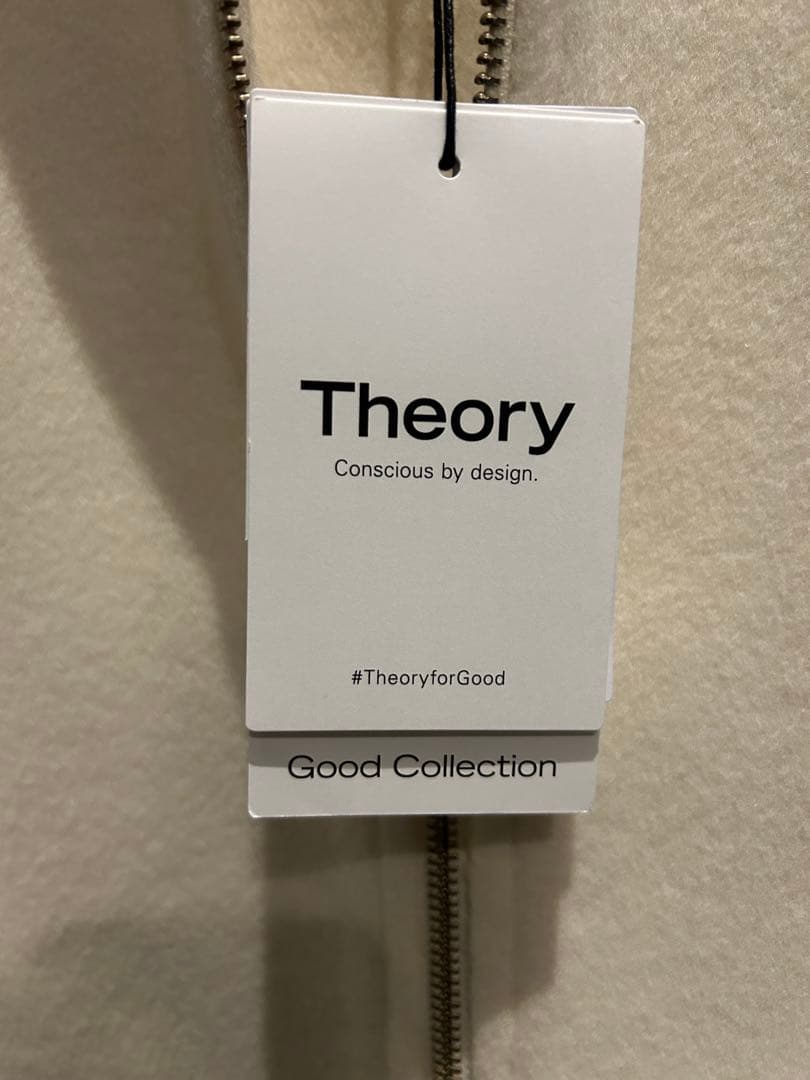 Theory
Conscious by design.
#TheoryforGood
Good Collection